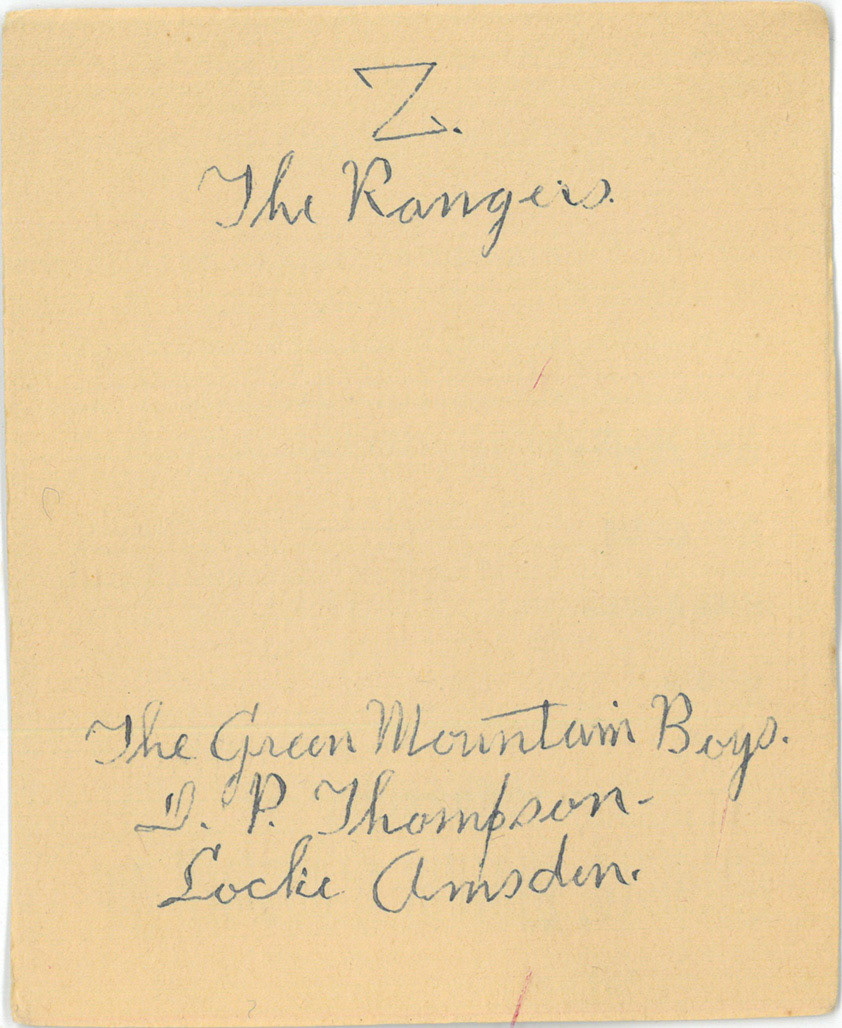 Z.
The Rangers.
The Green Mountain Boys.
D. P. Thompson-
Locke Amsden.